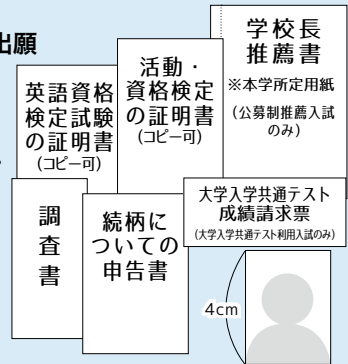 出願
学校長
推薦書
※本学所定用紙
(公募制推薦入試
のみ)
活動・
資格検定
の証明書
(コピー可)
英語資格
検定試験
の証明書
(コピー可)
大学入学共通テスト
成績請求票
(大学入学共通テスト利用入試のみ)
調
査
書
続柄に
ついての
申告書
4cm